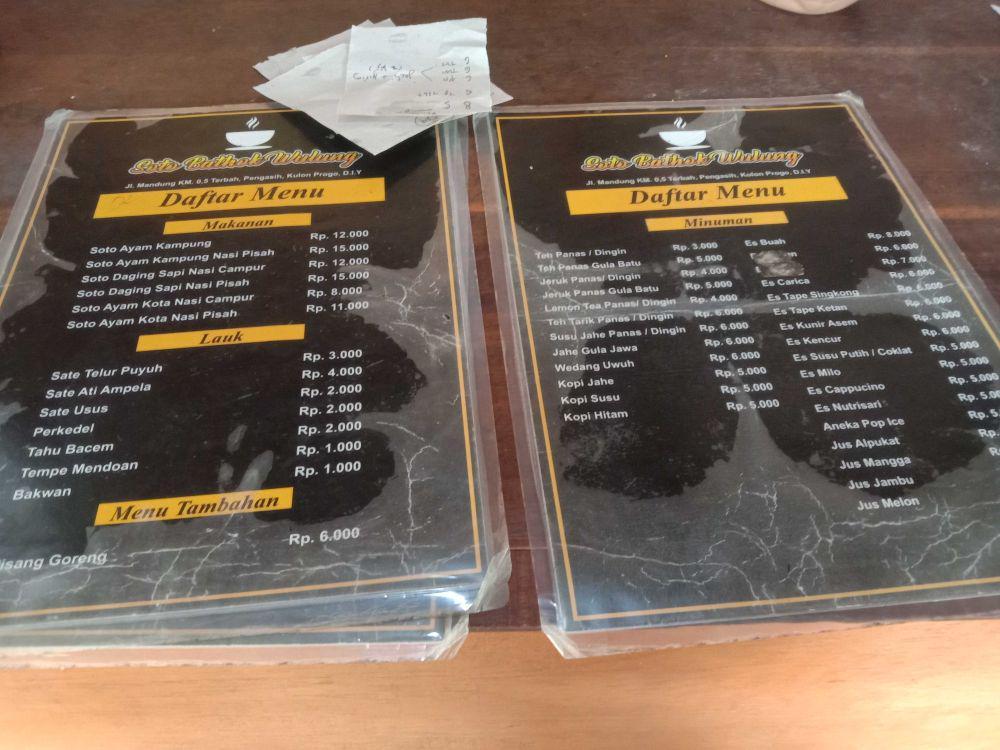 Soto Bathok Wulung
Jl. Mandung KM. 0,5 Terbah, Pengasih, Kulon Progo, D.I.Y
Daftar Menu
Makanan
Soto Ayam Kampung Rp. 12.000
Soto Ayam Kampung Nasi Pisah Rp. 15.000
Soto Daging Sapi Nasi Campur Rp. 12.000
Soto Daging Sapi Nasi Pisah Rp. 15.000
Soto Ayam Kota Nasi Campur Rp. 8.000
Soto Ayam Kota Nasi Pisah Rp. 11.000
Lauk
Sate Telur Puyuh Rp. 3.000
Sate Ati Ampela Rp. 4.000
Sate Usus Rp. 2.000
Perkedel Rp. 2.000
Tahu Bacem Rp. 2.000
Tempe Mendoan Rp. 1.000
Bakwan Rp. 1.000
Menu Tambahan
isang Goreng Rp. 6.000
Soto Bathok Wulung
Jl. Mandung KM. 0,5 Terbah, Pengasih, Kulon Progo, D.I.Y
Daftar Menu
Minuman
Teh Panas / Dingin Rp. 3.000
Teh Panas Gula Batu Rp. 5.000
Jeruk Panas/ Dingin Rp. 4.000
Jeruk Panas Gula Batu Rp. 5.000
Lemon Tea Panas/ Dingin Rp. 4.000
Teh Tarik Panas / Dingin Rp. 6.000
Susu Jahe Panas / Dingin Rp. 6.000
Jahe Gula Jawa Rp. 6.000
Wedang Uwuh Rp. 6.000
Kopi Jahe Rp. 5.000
Kopi Susu Rp. 5.000
Kopi Hitam Rp. 5.000
Es Buah Rp. 8.000
Rp. 6.000
Rp. 7.000
Es Carica Rp. 6.000
Es Tape Singkong Rp.
Es Tape Ketan Rp. 6.000
Es Kunir Asem Rp. 6.000
Es Kencur Rp. 5.000
Es Susu Putih / Coklat Rp. 5.000
Es Milo Rp. 5.000
Es Cappucino Rp. 5.0
Es Nutrisari Rp. 5.
Aneka Pop Ice Rp.
Jus Alpukat
Jus Mangga
Jus Jambu
Jus Melon